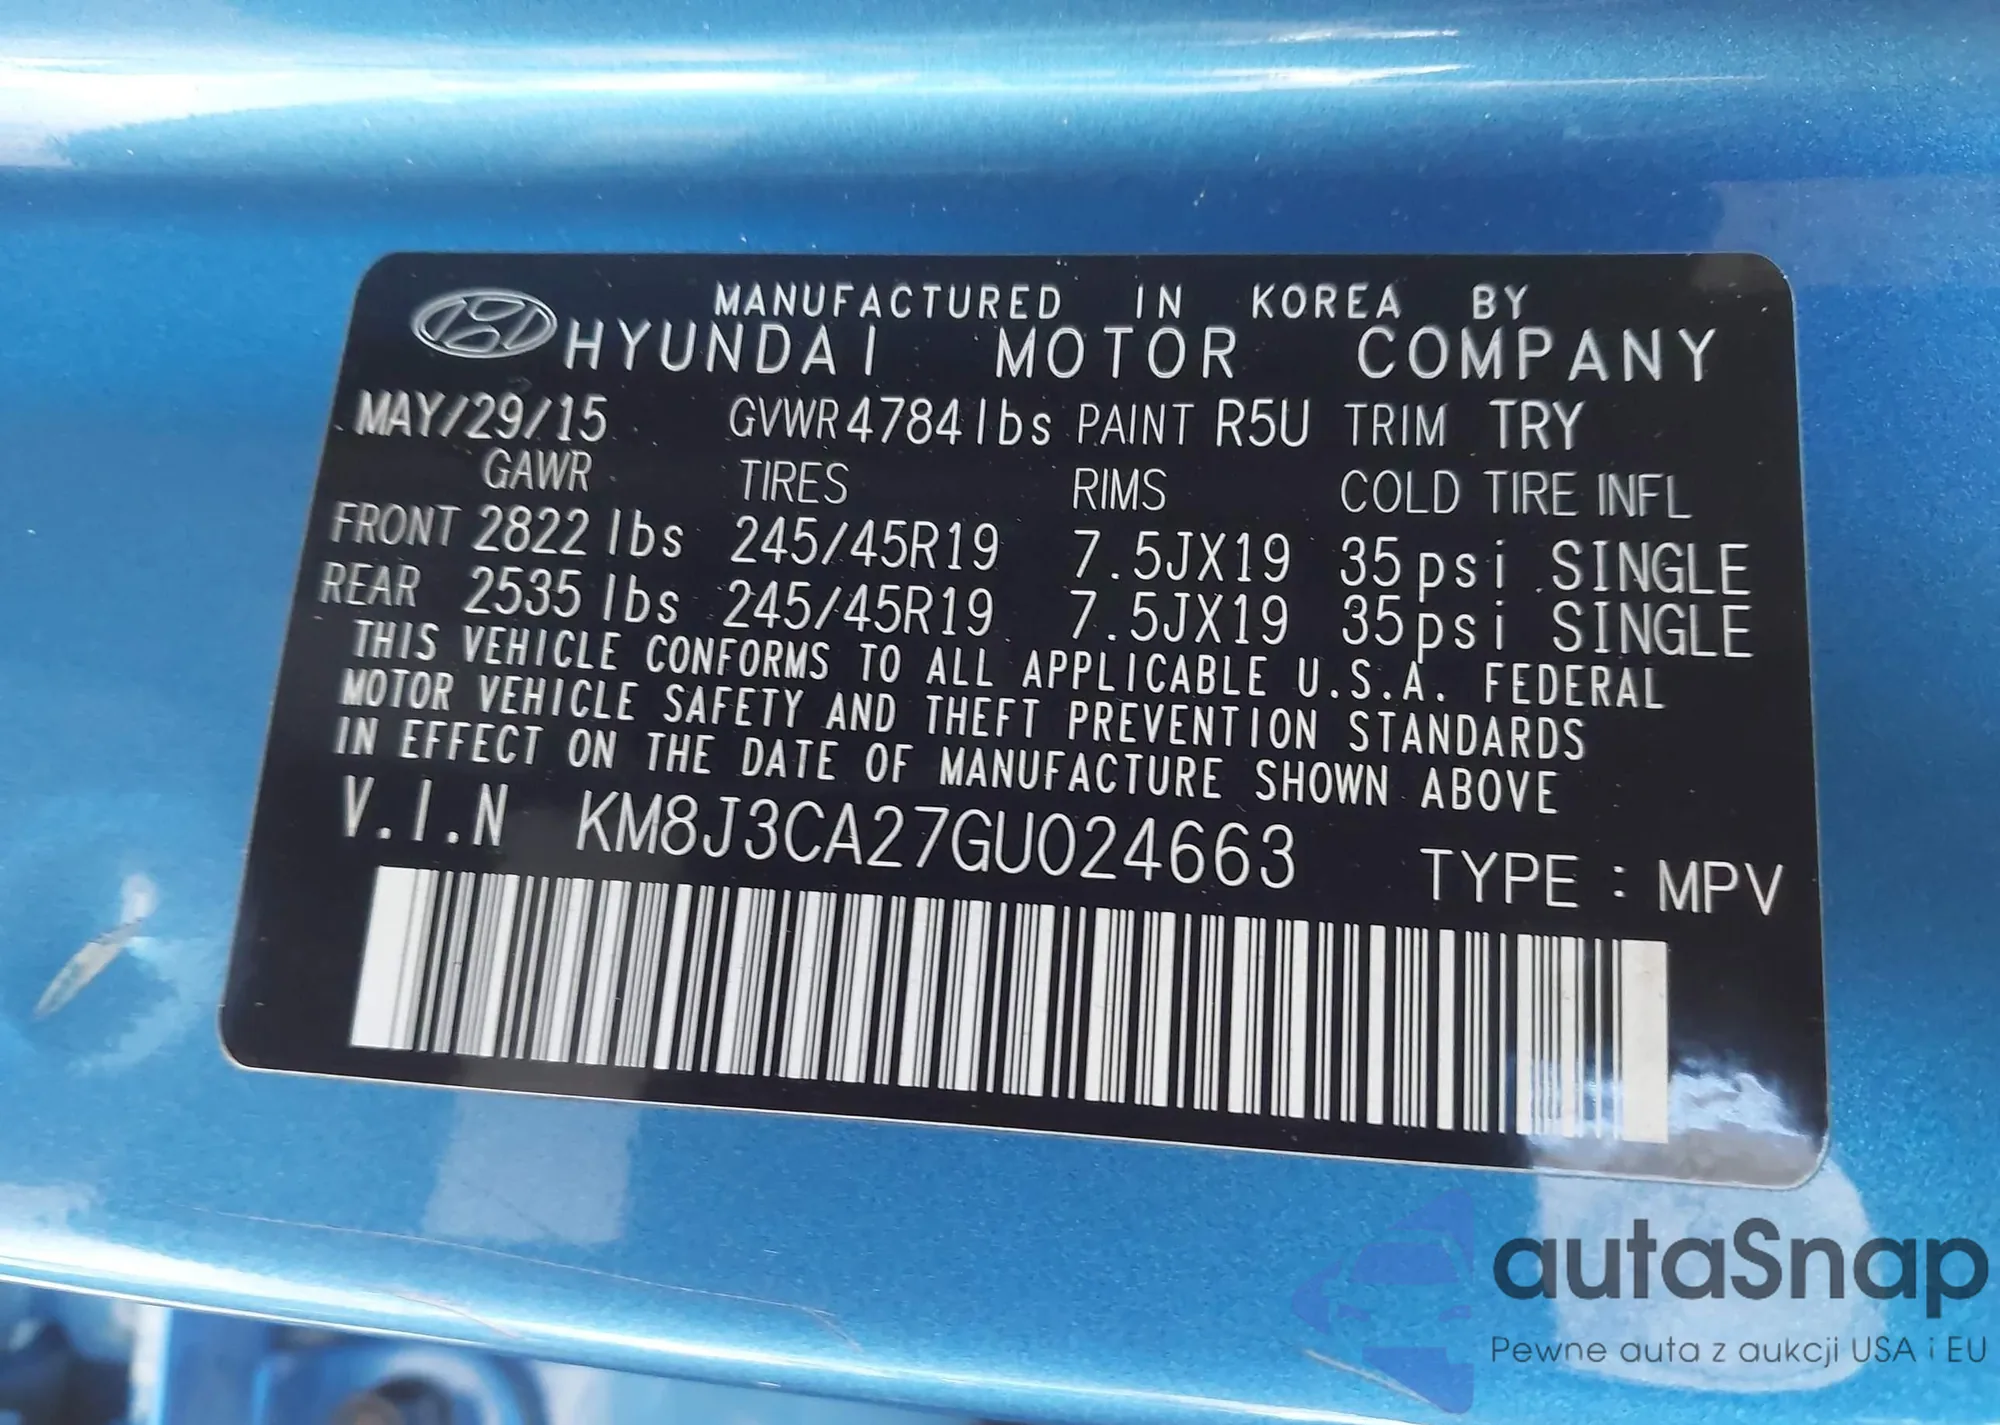 MANUFACTURED IN KOREA BY
HYUNDAI MOTOR COMPANY
MAY/29/15 GVWR 4784 lbs PAINT R5U TRIM TRY
GAWR TIRES RIMS COLD TIRE INFL
FRONT 2822 lbs 245/45R19 7.5JX19 35psi SINGLE
REAR 2535 lbs 245/45R19 7.5JX19 35psi SINGLE
THIS VEHICLE CONFORMS TO ALL APPLICABLE U.S.A. FEDERAL
MOTOR VEHICLE SAFETY AND THEFT PREVENTION STANDARDS
IN EFFECT ON THE DATE OF MANUFACTURE SHOWN ABOVE
V.I.N KM8J3CA27GU024663 TYPE : MPV
autaSnap
Pewne auta z aukcji USA i EU